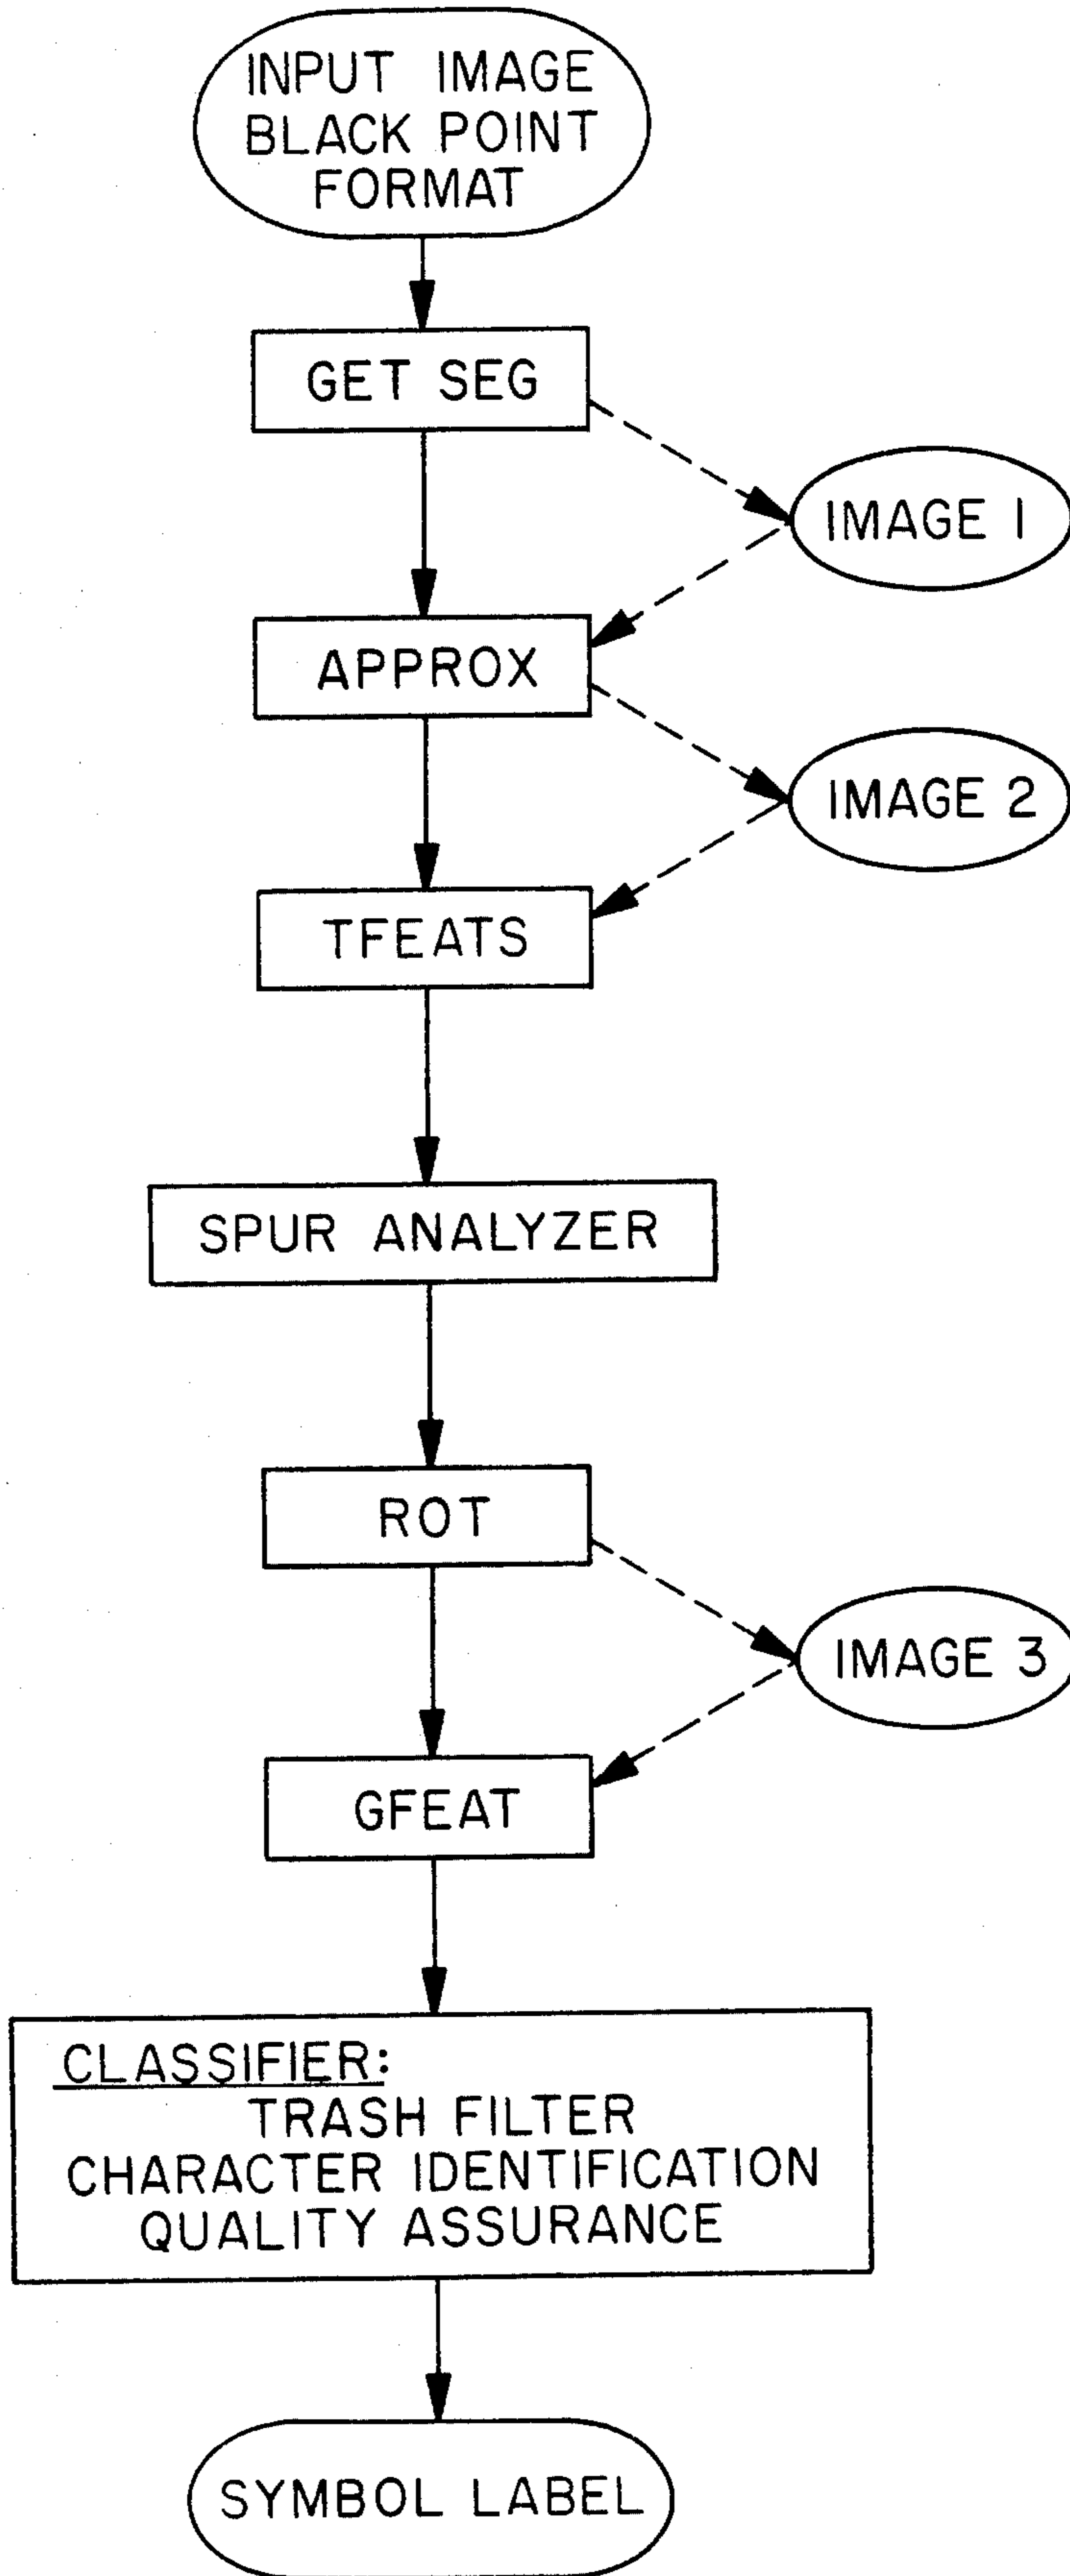 INPUT IMAGE
BLACK POINT
FORMAT
GET SEG
IMAGE 1
APPROX
IMAGE 2
TFEATS
SPUR ANALYZER
ROT
IMAGE 3
GFEAT
CLASSIFIER:
TRASH FILTER
CHARACTER IDENTIFICATION
QUALITY ASSURANCE
SYMBOL LABEL